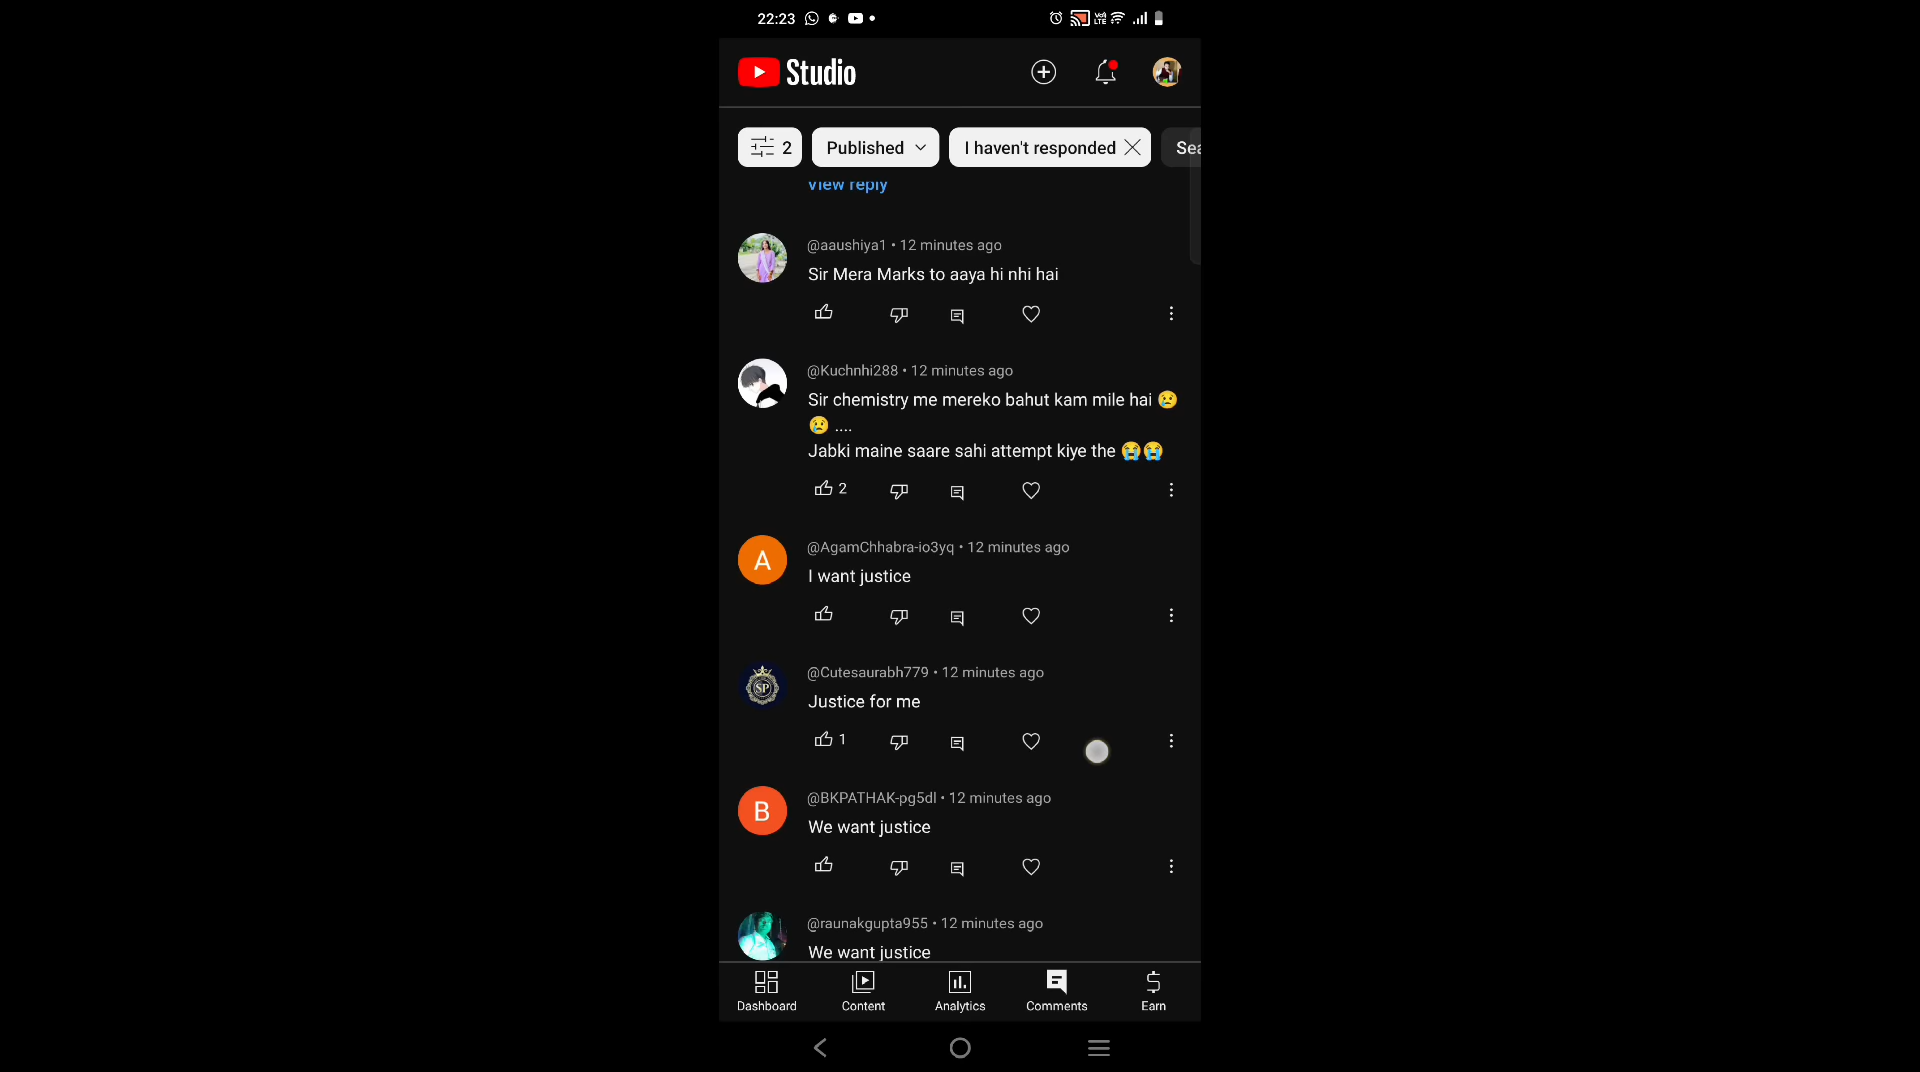 22:23
Studio
2
Published
I haven't responded
Sea
View reply
@aaushiya1 • 12 minutes ago
Sir Mera Marks to aaya hi nhi hai
@Kuchnhi288 • 12 minutes ago
Sir chemistry me mereko bahut kam mile hai 😢
😢 ....
Jabki maine saare sahi attempt kiye the 😭😭
2
@AgamChhabra-io3yq • 12 minutes ago
A
I want justice
@Cutesaurabh779 • 12 minutes ago
SP
Justice for me
1
@BKPATHAK-pg5dl • 12 minutes ago
B
We want justice
@raunakgupta955 • 12 minutes ago
We want justice
Dashboard
Content
Analytics
Comments
Earn